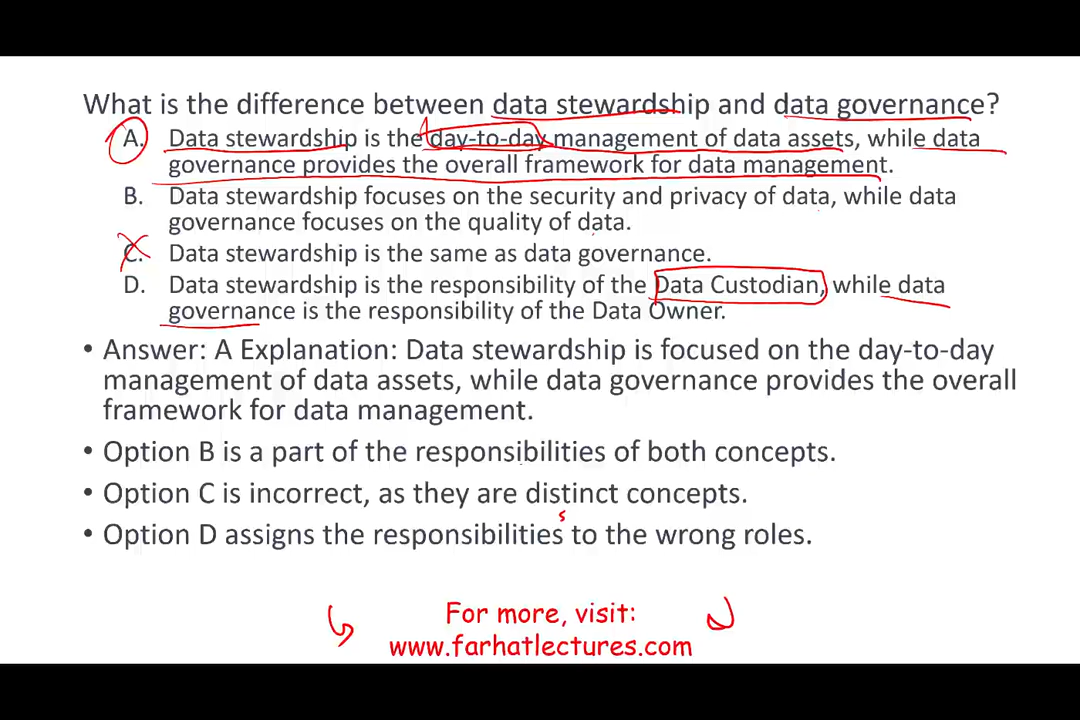 What is the difference between data stewardship and data governance?
A. Data stewardship is the day-to-day management of data assets, while data
governance provides the overall framework for data management.
B. Data stewardship focuses on the security and privacy of data, while data
governance focuses on the quality of data.
C. Data stewardship is the same as data governance.
D. Data stewardship is the responsibility of the Data Custodian, while data
governance is the responsibility of the Data Owner.
• Answer: A Explanation: Data stewardship is focused on the day-to-day
management of data assets, while data governance provides the overall
framework for data management.
• Option B is a part of the responsibilities of both concepts.
• Option C is incorrect, as they are distinct concepts.
• Option D assigns the responsibilities to the wrong roles.
For more, visit:
www.farhatlectures.com